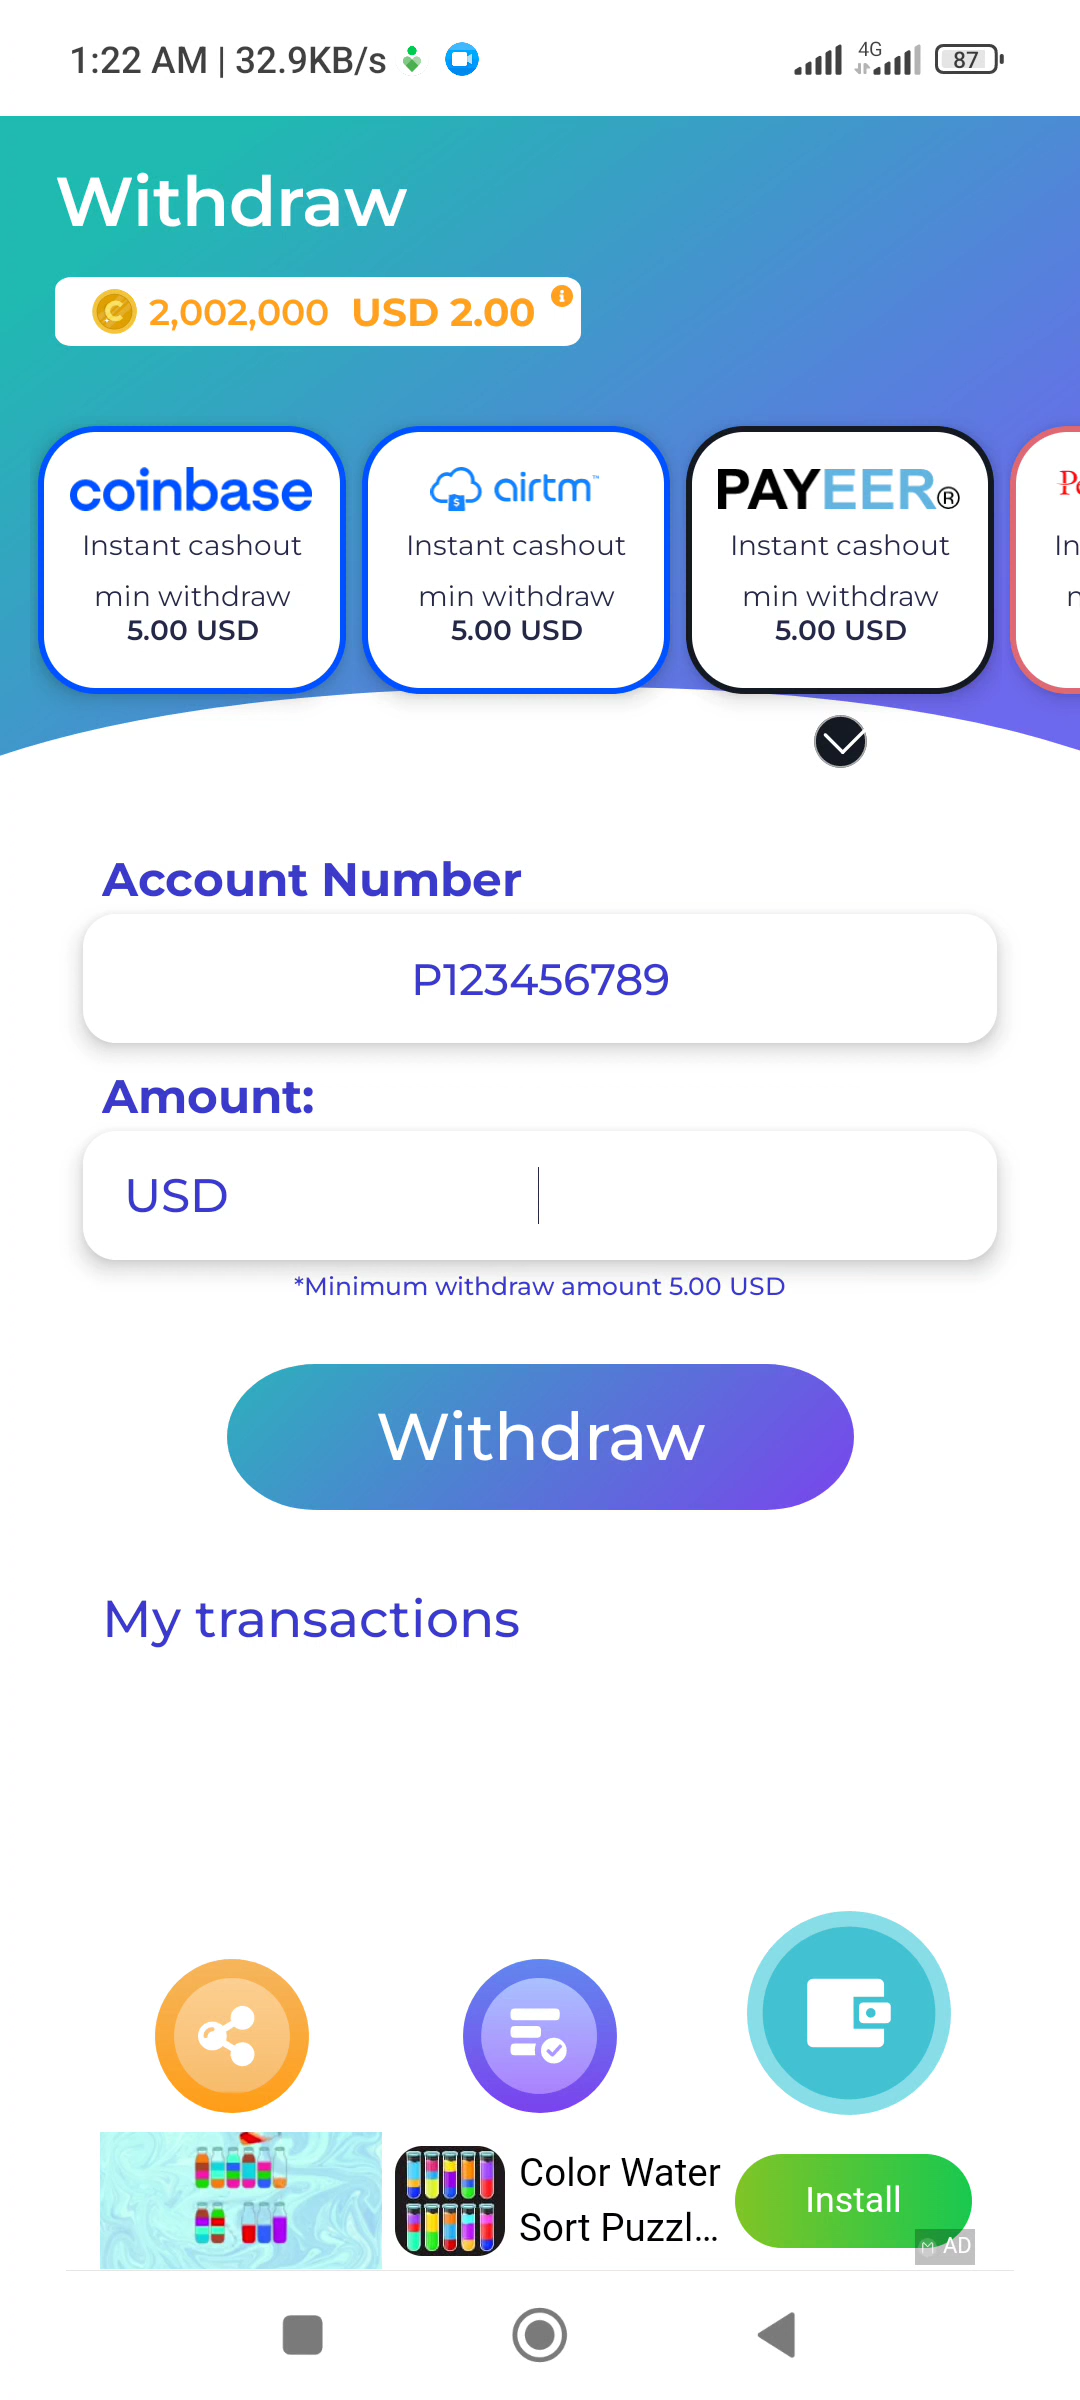 1:22 AM | 32.9KB/s
4G
87
Withdraw
2,002,000 USD 2.00
coinbase
Instant cashout
min withdraw
5.00 USD
airtm™
Instant cashout
min withdraw
5.00 USD
PAYEER®
Instant cashout
min withdraw
5.00 USD
Account Number
P123456789
Amount:
USD
*Minimum withdraw amount 5.00 USD
Withdraw
My transactions
Color Water
Sort Puzzl...
Install
AD